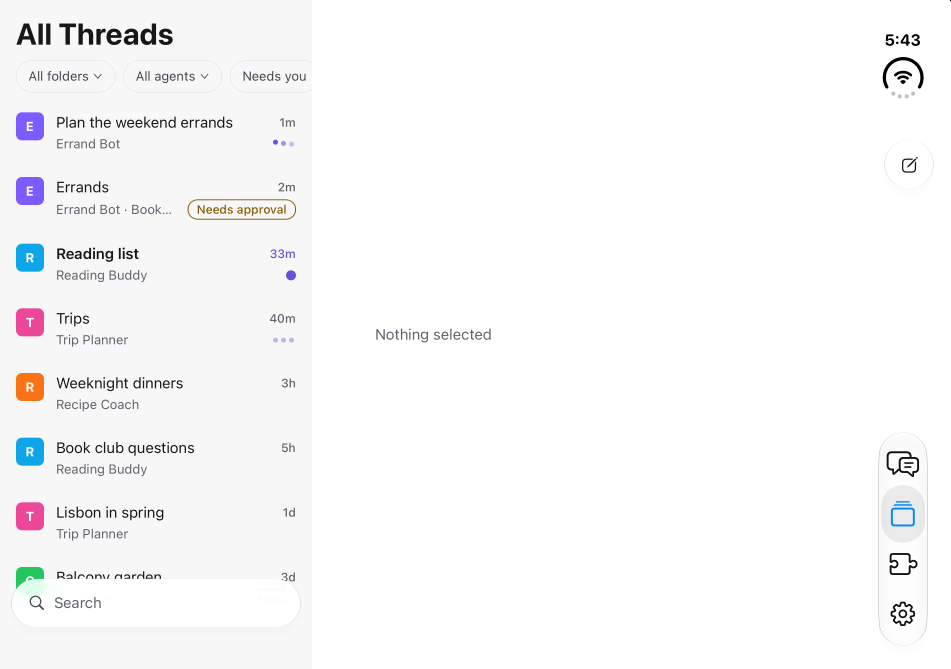 All Threads
All folders
All agents
Needs you
E
Plan the weekend errands
1m
Errand Bot
E
Errands
2m
Errand Bot · Book...
Needs approval
R
Reading list
33m
Reading Buddy
T
Trips
40m
Trip Planner
R
Weeknight dinners
3h
Recipe Coach
R
Book club questions
5h
Reading Buddy
T
Lisbon in spring
1d
Trip Planner
Balcony garden
3d
Search
Nothing selected
5:43